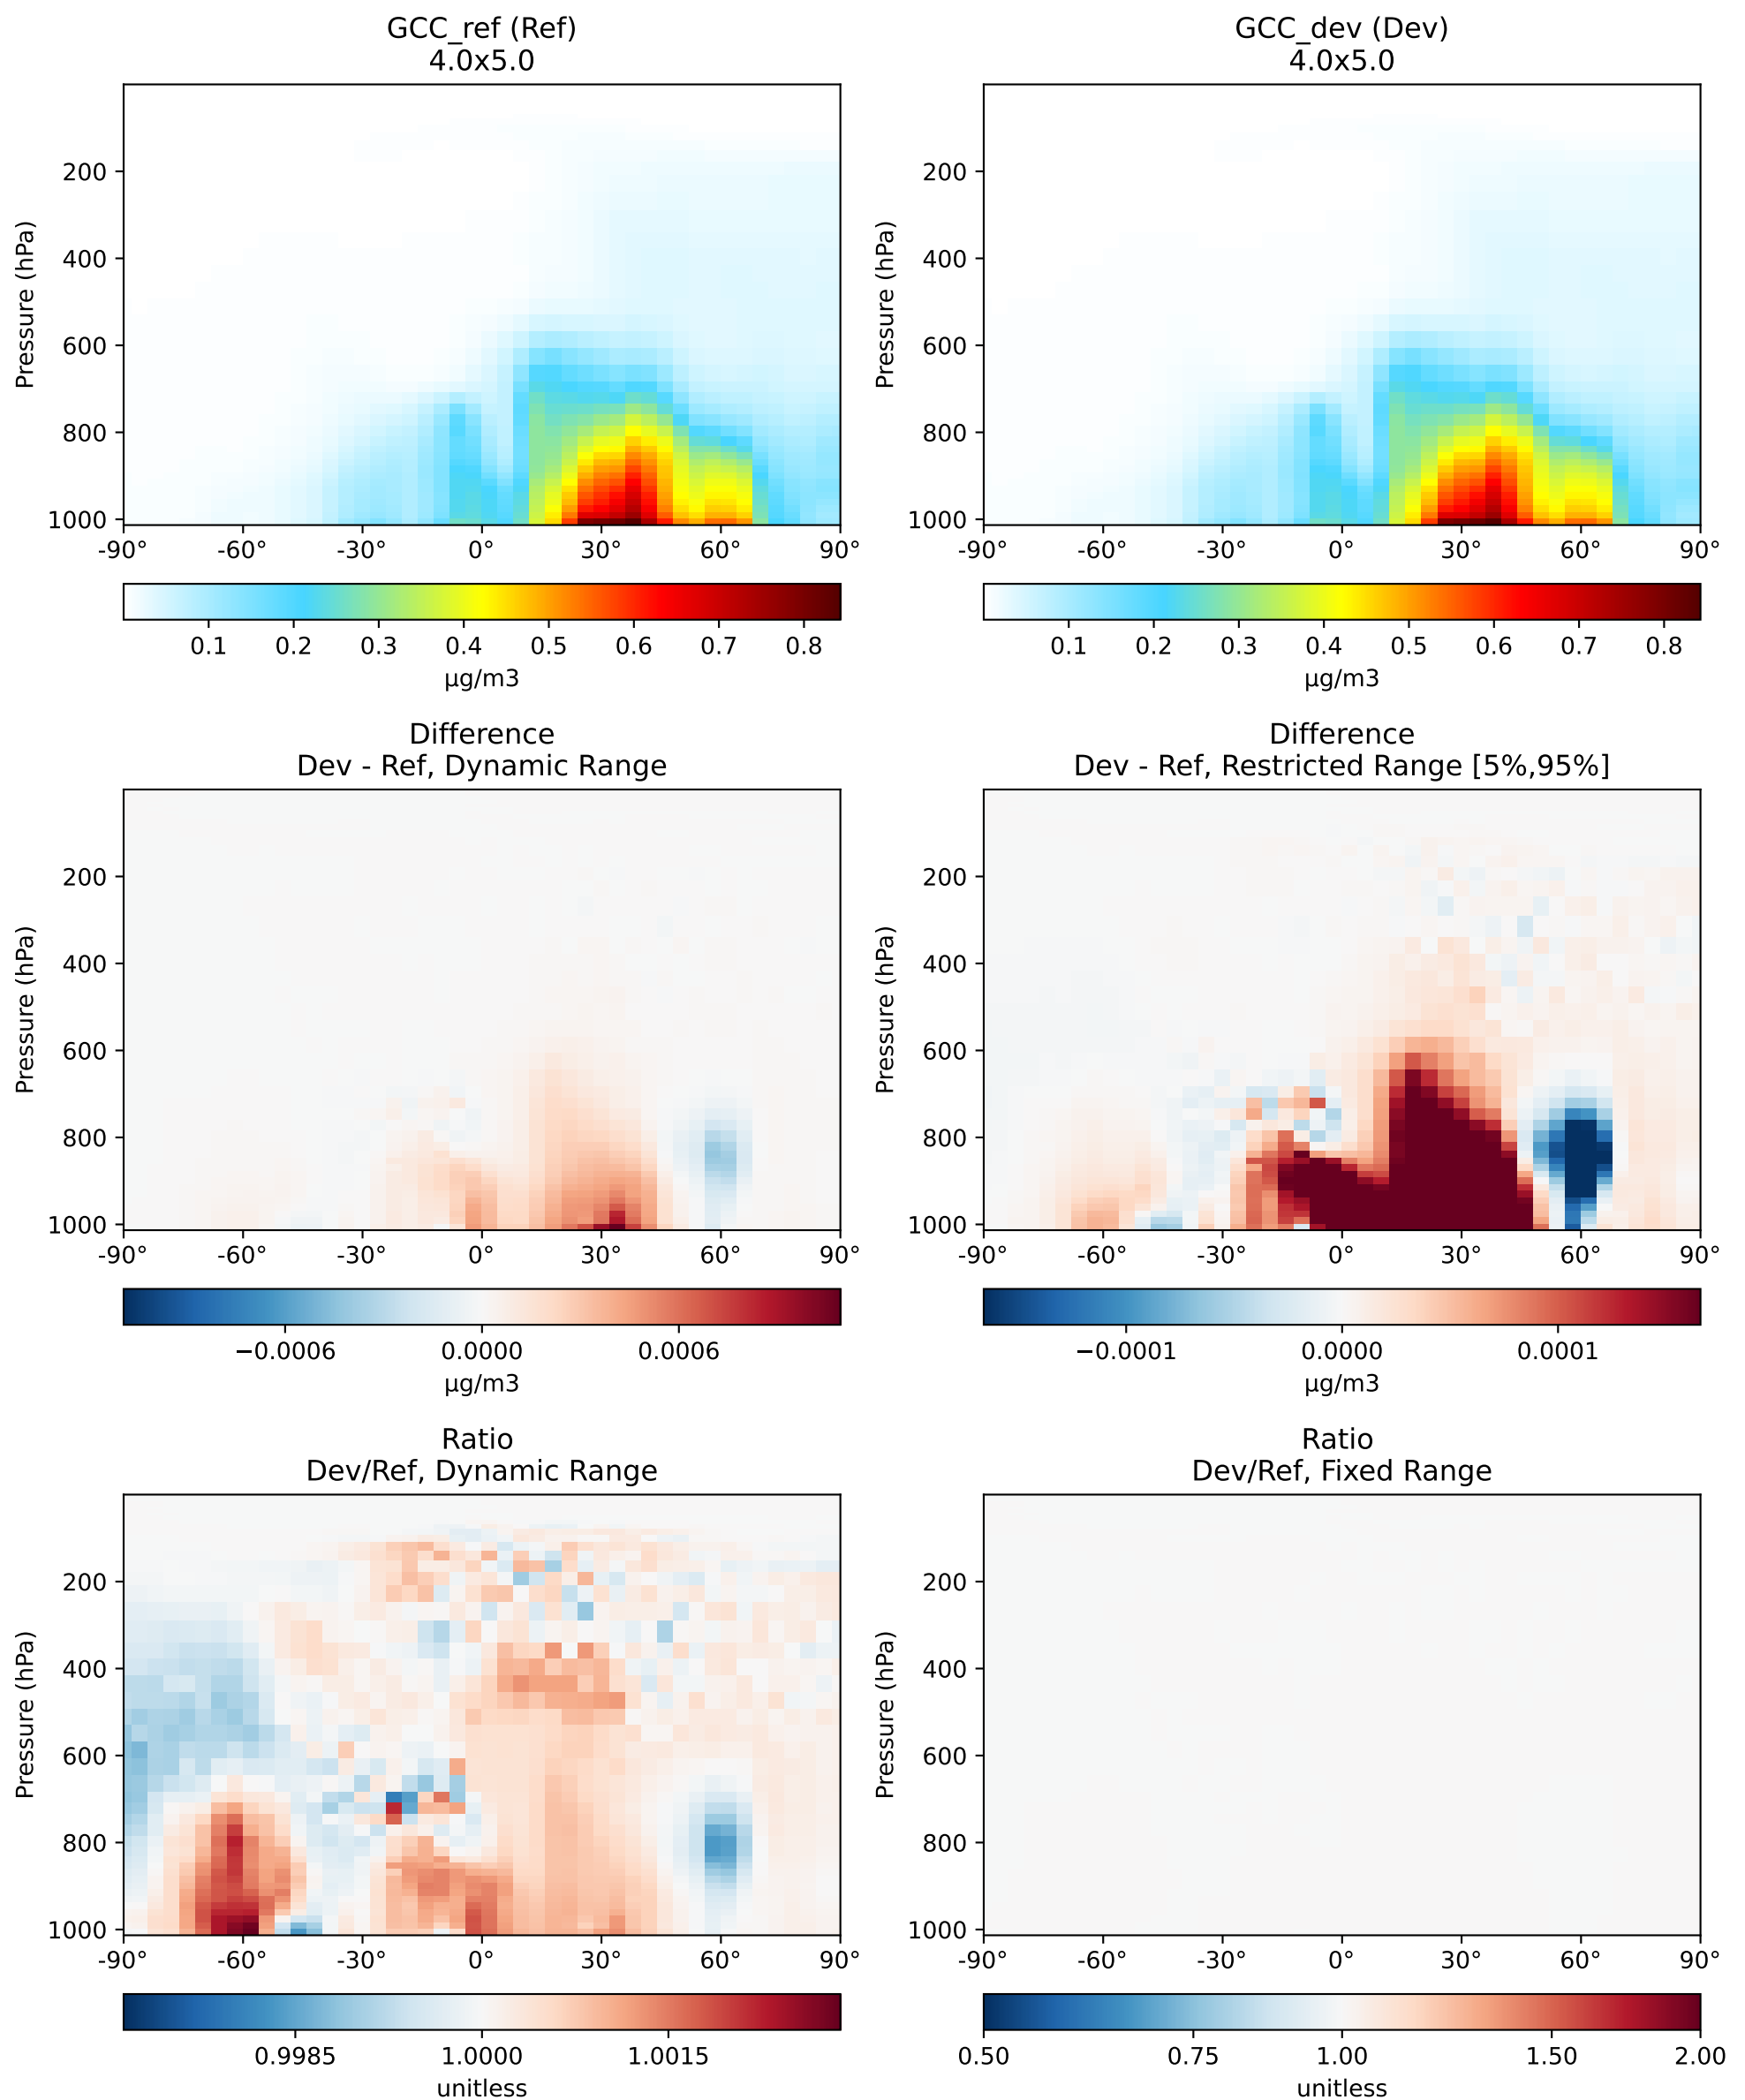 GCC_ref (Ref)
4.0x5.0
Pressure (hPa)
200
400
600
800
1000
-90° -60° -30° 0° 30° 60° 90°
0.1 0.2 0.3 0.4 0.5 0.6 0.7 0.8
μg/m3
GCC_dev (Dev)
4.0x5.0
Pressure (hPa)
200
400
600
800
1000
-90° -60° -30° 0° 30° 60° 90°
0.1 0.2 0.3 0.4 0.5 0.6 0.7 0.8
μg/m3
Difference
Dev - Ref, Dynamic Range
Pressure (hPa)
200
400
600
800
1000
-90° -60° -30° 0° 30° 60° 90°
−0.0006 0.0000 0.0006
μg/m3
Difference
Dev - Ref, Restricted Range [5%,95%]
Pressure (hPa)
200
400
600
800
1000
-90° -60° -30° 0° 30° 60° 90°
−0.0001 0.0000 0.0001
μg/m3
Ratio
Dev/Ref, Dynamic Range
Pressure (hPa)
200
400
600
800
1000
-90° -60° -30° 0° 30° 60° 90°
0.9985 1.0000 1.0015
unitless
Ratio
Dev/Ref, Fixed Range
Pressure (hPa)
200
400
600
800
1000
-90° -60° -30° 0° 30° 60° 90°
0.50 0.75 1.00 1.50 2.00
unitless